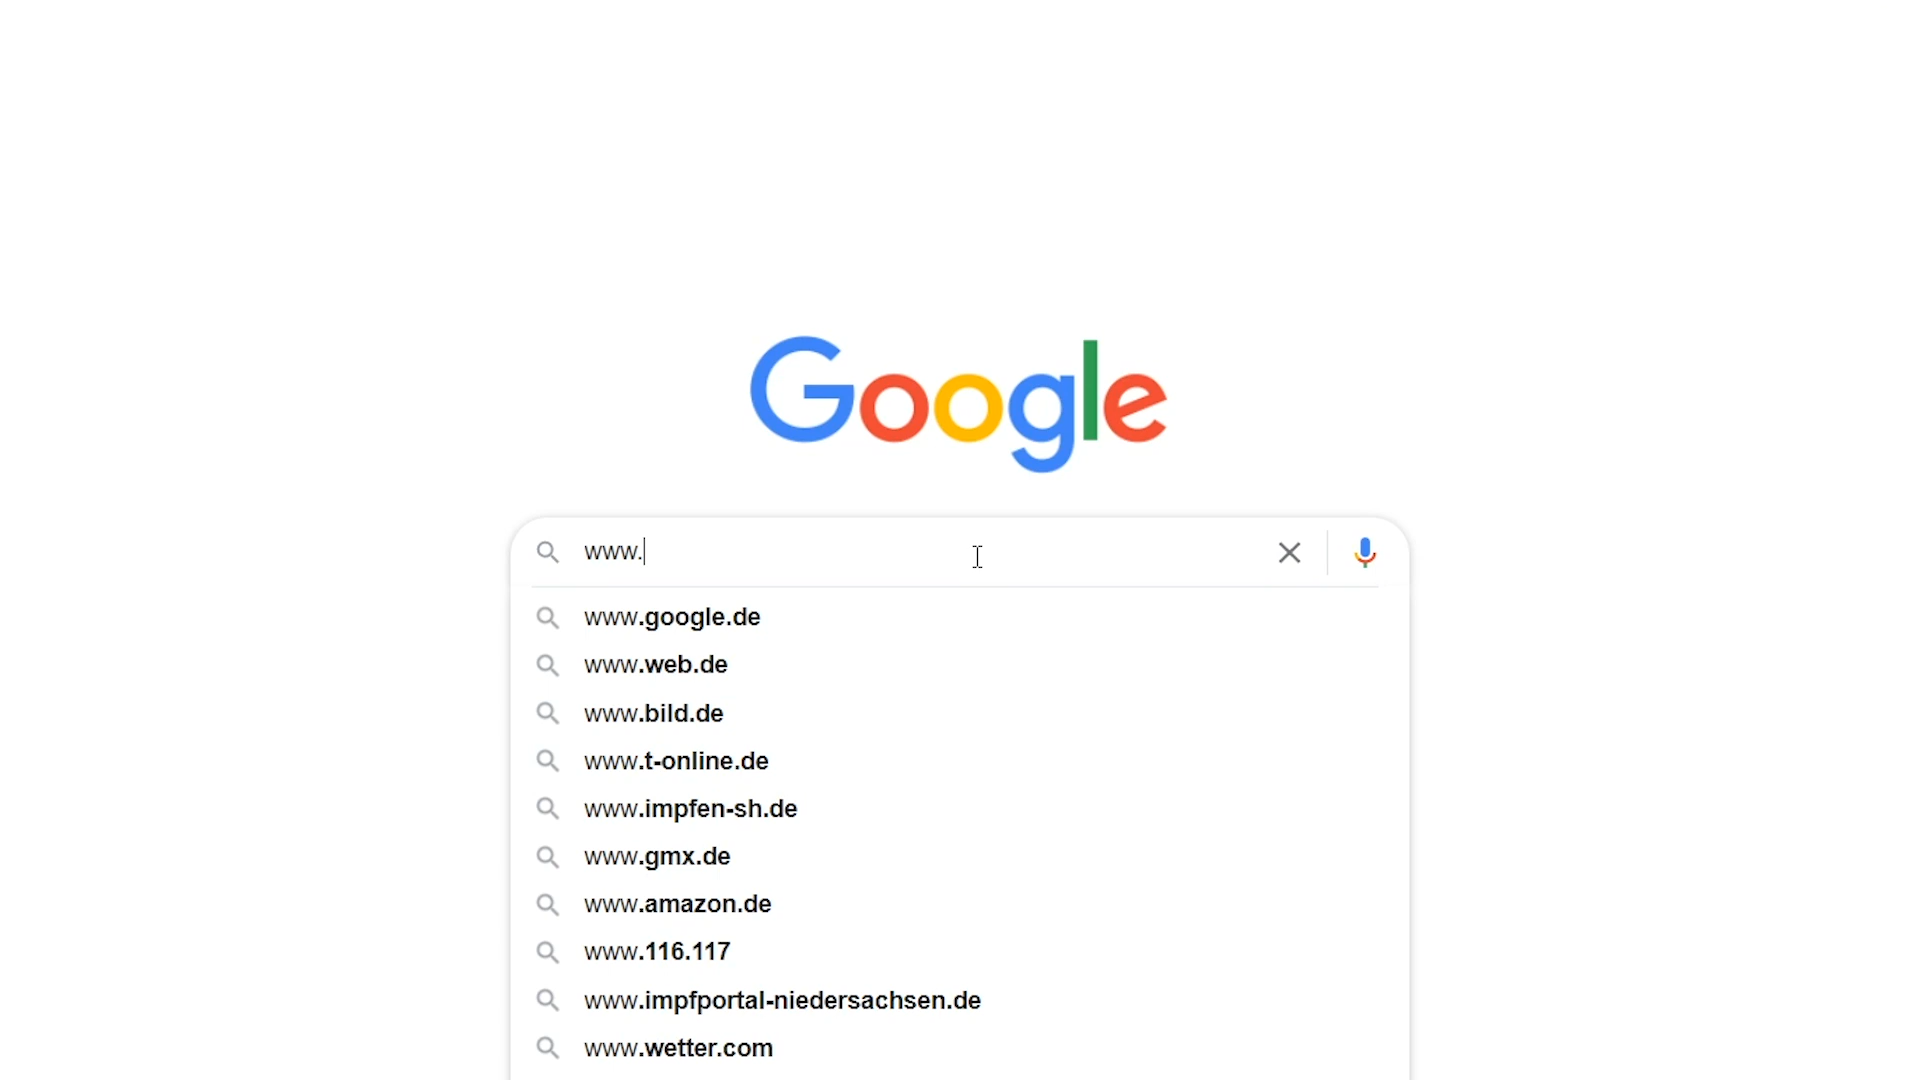 Google
www.
www.google.de
www.web.de
www.bild.de
www.t-online.de
www.impfen-sh.de
www.gmx.de
www.amazon.de
www.116.117
www.impfportal-niedersachsen.de
www.wetter.com